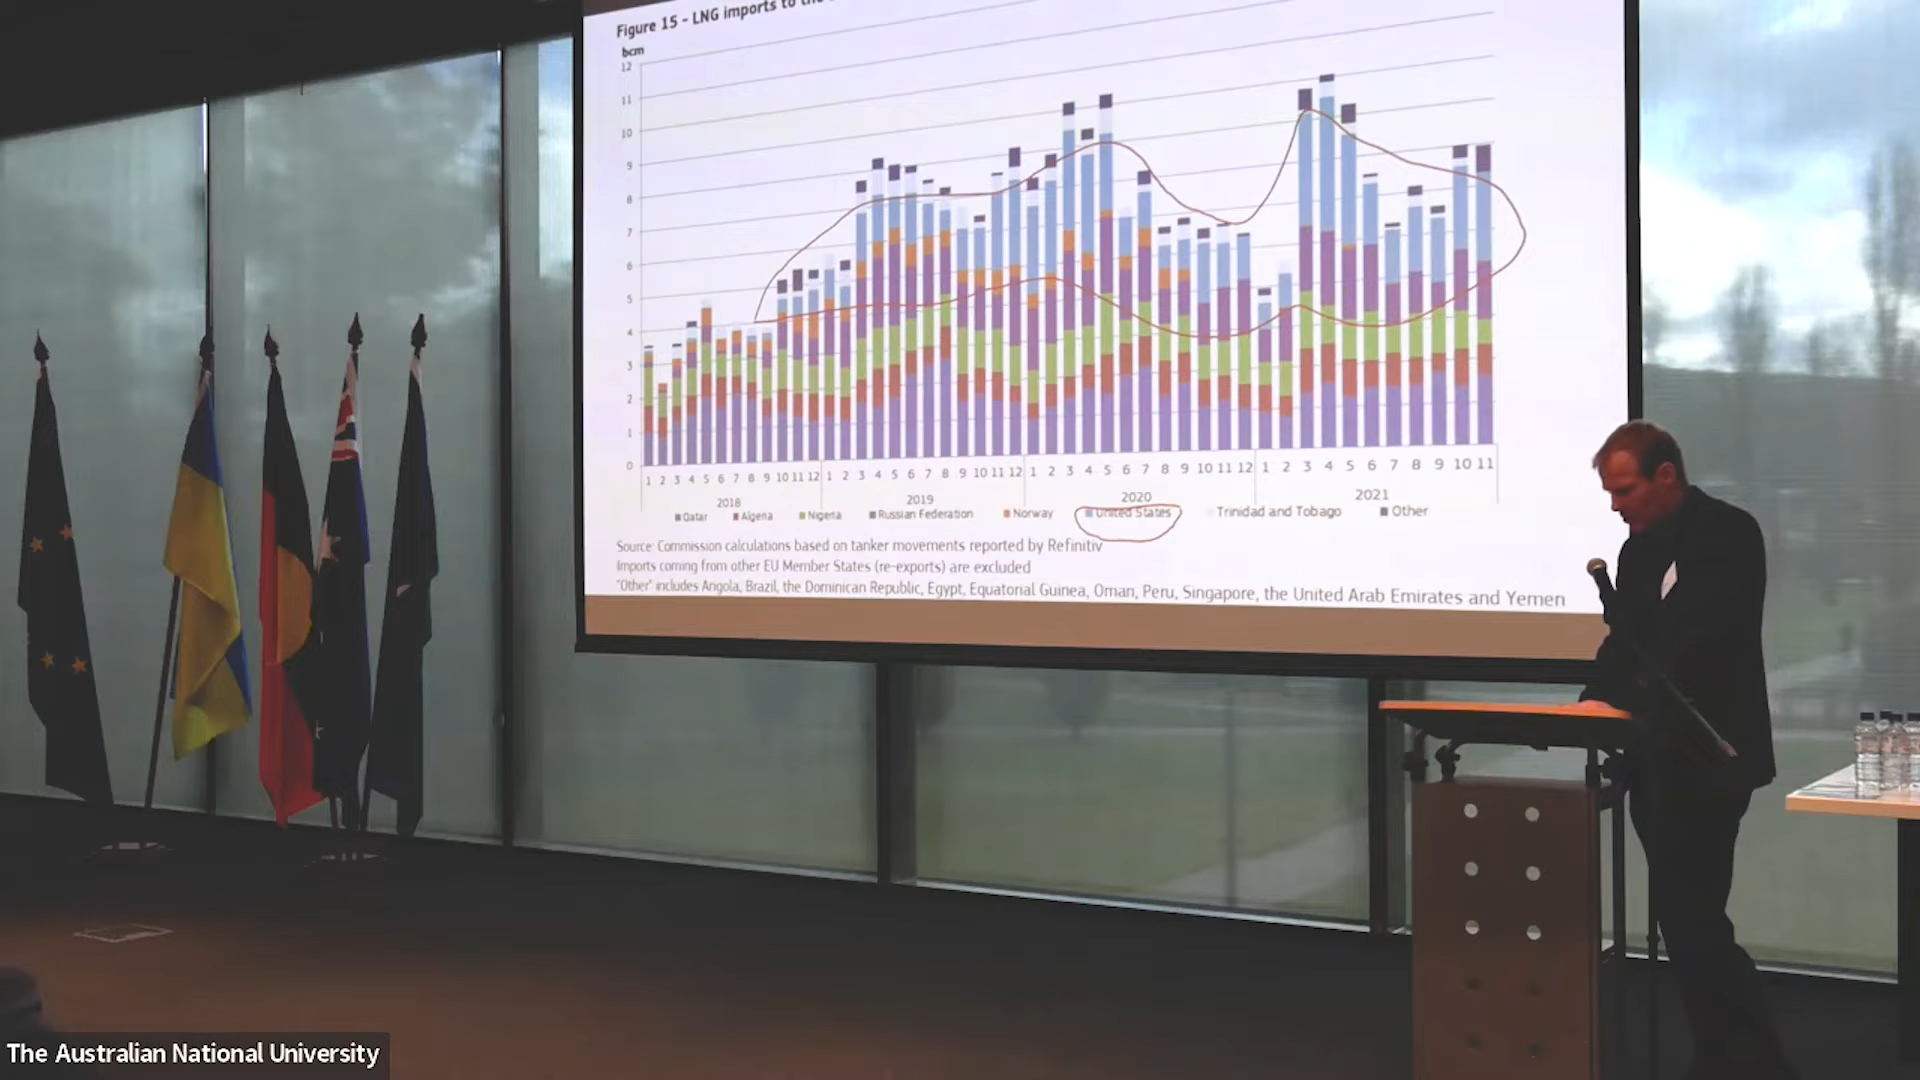 Figure 15 - LNG imports to the
bcm
12
11
10
9
8
7
6
5
4
3
2
1
0
1 2 3 4 5 6 7 8 9 10 11 12 1 2 3 4 5 6 7 8 9 10 11 12 1 2 3 4 5 6 7 8 9 10 11 12 1 2 3 4 5 6 7 8 9 10 11
2018 2019 2020 2021
Qatar Algeria Nigeria Russian Federation Norway United States Trinidad and Tobago Other
Source: Commission calculations based on tanker movements reported by Refinitiv
Imports coming from other EU Member States (re-exports) are excluded
"Other" includes Angola, Brazil, the Dominican Republic, Egypt, Equatorial Guinea, Oman, Peru, Singapore, the United Arab Emirates and Yemen
The Australian National University